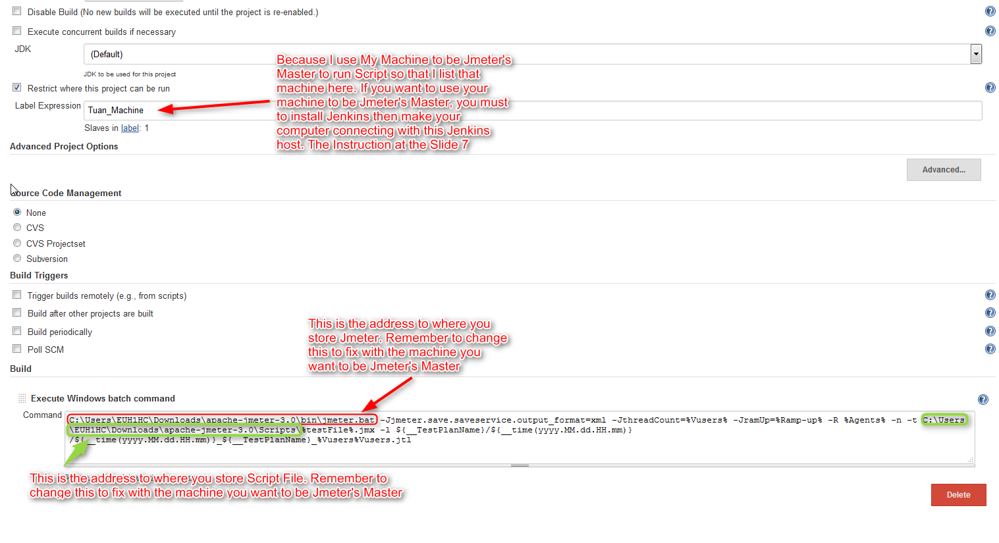 Disable Build (No new builds will be executed until the project is re-enabled.)
Execute concurrent builds if necessary
JDK
(Default)
JDK to be used for this project
Because I use My Machine to be Jmeter's
Master to run Script so that I list that
machine here. If you want to use your
machine to be Jmeter's Master, you must
to install Jenkins then make your
computer connecting with this Jenkins
host. The Instruction at the Slide 7
Restrict where this project can be run
Label Expression
Tuan_Machine
Slaves in label: 1
Advanced Project Options
Advanced...
ource Code Management
None
CVS
CVS Projectset
Subversion
Build Triggers
Trigger builds remotely (e.g., from scripts)
Build after other projects are built
Build periodically
Poll SCM
This is the address to where you
store Jmeter. Remember to change
this to fix with the machine you
want to be Jmeter's Master
Build
Execute Windows batch command
Command
C:\Users\EUH1HC\Downloads\apache-jmeter-3.0\bin\jmeter.bat -Jjmeter.save.saveservice.output_format=xml -JthreadCount=%Vusers% -JramUp=%Ramp-up% -R %Agents% -n -t C:\Users
\EUH1HC\Downloads\apache-jmeter-3.0\Scripts\%testFile%.jmx -l ${__TestPlanName}/${__time(yyyy.MM.dd.HH.mm)}
/${__time(yyyy.MM.dd.HH.mm)}_${__TestPlanName}_%Vusers%Vusers.jtl
This is the address to where you store Script File. Remember to
change this to fix with the machine you want to be Jmeter's Master
Delete